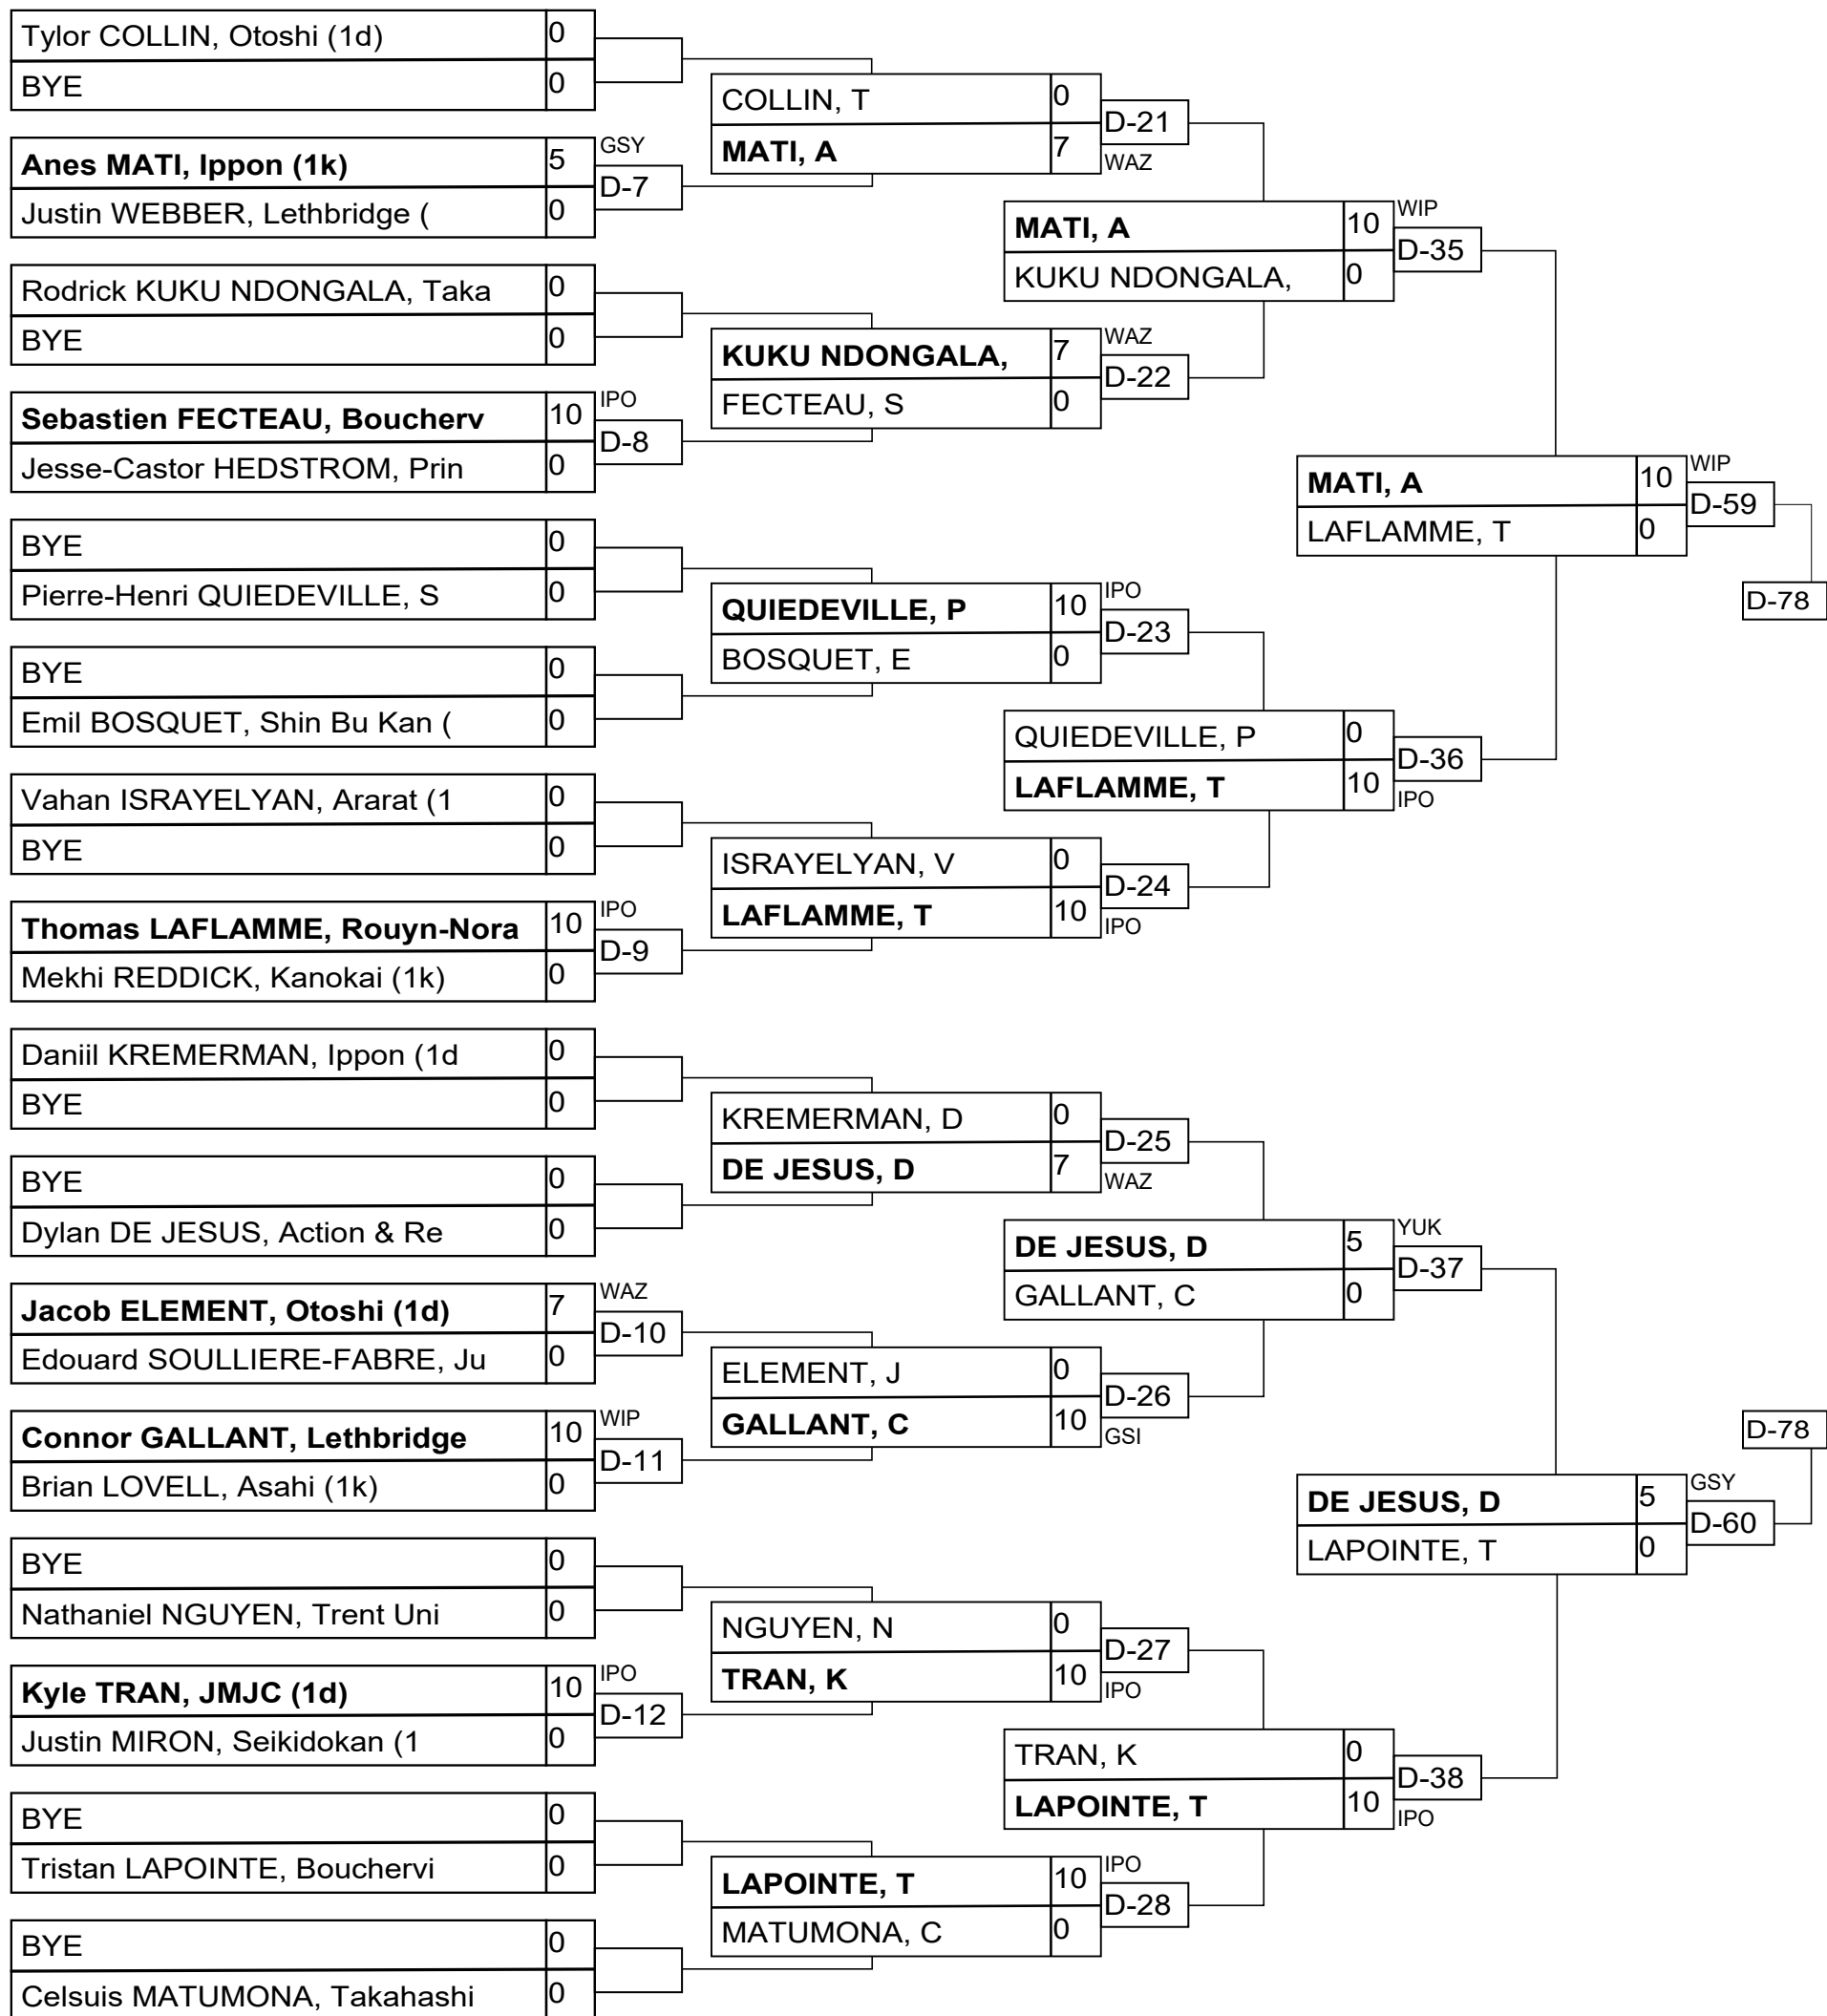 Tylor COLLIN, Otoshi (1d) 0
BYE 0
Anes MATI, Ippon (1k) 5 GSY
D-7
Justin WEBBER, Lethbridge ( 0
Rodrick KUKU NDONGALA, Taka 0
BYE 0
Sebastien FECTEAU, Boucherv 10 IPO
D-8
Jesse-Castor HEDSTROM, Prin 0
BYE 0
Pierre-Henri QUIEDEVILLE, S 0
BYE 0
Emil BOSQUET, Shin Bu Kan ( 0
Vahan ISRAYELYAN, Ararat (1 0
BYE 0
Thomas LAFLAMME, Rouyn-Nora 10 IPO
D-9
Mekhi REDDICK, Kanokai (1k) 0
Daniil KREMERMAN, Ippon (1d 0
BYE 0
BYE 0
Dylan DE JESUS, Action & Re 0
Jacob ELEMENT, Otoshi (1d) 7 WAZ
D-10
Edouard SOULLIERE-FABRE, Ju 0
Connor GALLANT, Lethbridge 10 WIP
D-11
Brian LOVELL, Asahi (1k) 0
BYE 0
Nathaniel NGUYEN, Trent Uni 0
Kyle TRAN, JMJC (1d) 10 IPO
D-12
Justin MIRON, Seikidokan (1 0
BYE 0
Tristan LAPOINTE, Bouchervi 0
BYE 0
Celsuis MATUMONA, Takahashi 0
COLLIN, T 0
D-21
MATI, A 7 WAZ
KUKU NDONGALA, 7 WAZ
D-22
FECTEAU, S 0
QUIEDEVILLE, P 10 IPO
D-23
BOSQUET, E 0
ISRAYELYAN, V 0
D-24
LAFLAMME, T 10 IPO
KREMERMAN, D 0
D-25
DE JESUS, D 7 WAZ
ELEMENT, J 0
D-26
GALLANT, C 10 GSI
NGUYEN, N 0
D-27
TRAN, K 10 IPO
LAPOINTE, T 10 IPO
D-28
MATUMONA, C 0
MATI, A 10 WIP
D-35
KUKU NDONGALA, 0
QUIEDEVILLE, P 0
D-36
LAFLAMME, T 10 IPO
DE JESUS, D 5 YUK
D-37
GALLANT, C 0
TRAN, K 0
D-38
LAPOINTE, T 10 IPO
MATI, A 10 WIP
D-59
LAFLAMME, T 0
D-78
D-78
DE JESUS, D 5 GSY
D-60
LAPOINTE, T 0